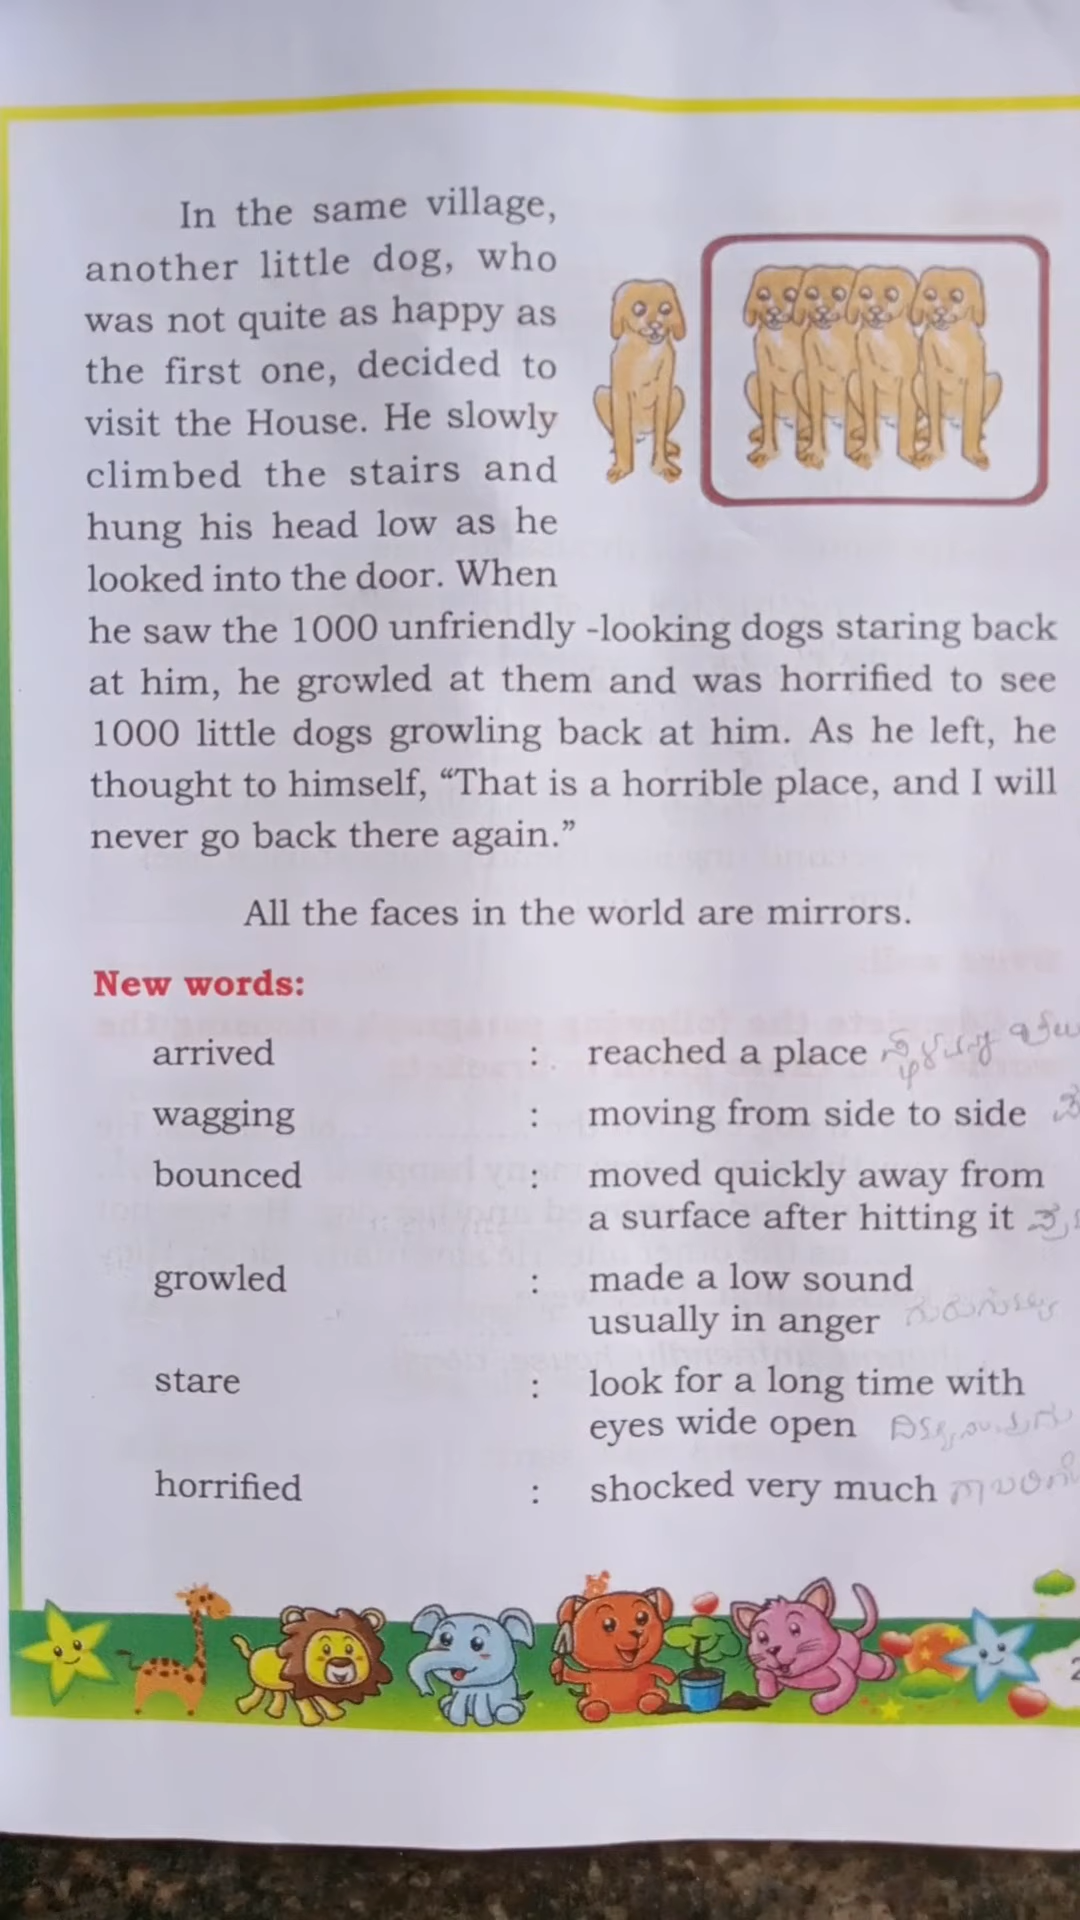 In the same village,
another little dog, who
was not quite as happy as
the first one, decided to
visit the House. He slowly
climbed the stairs and
hung his head low as he
looked into the door. When
he saw the 1000 unfriendly -looking dogs staring back
at him, he growled at them and was horrified to see
1000 little dogs growling back at him. As he left, he
thought to himself, “That is a horrible place, and I will
never go back there again.”
All the faces in the world are mirrors.
New words:
arrived : reached a place
wagging : moving from side to side
bounced : moved quickly away from
a surface after hitting it
growled : made a low sound
usually in anger
stare : look for a long time with
eyes wide open
horrified : shocked very much